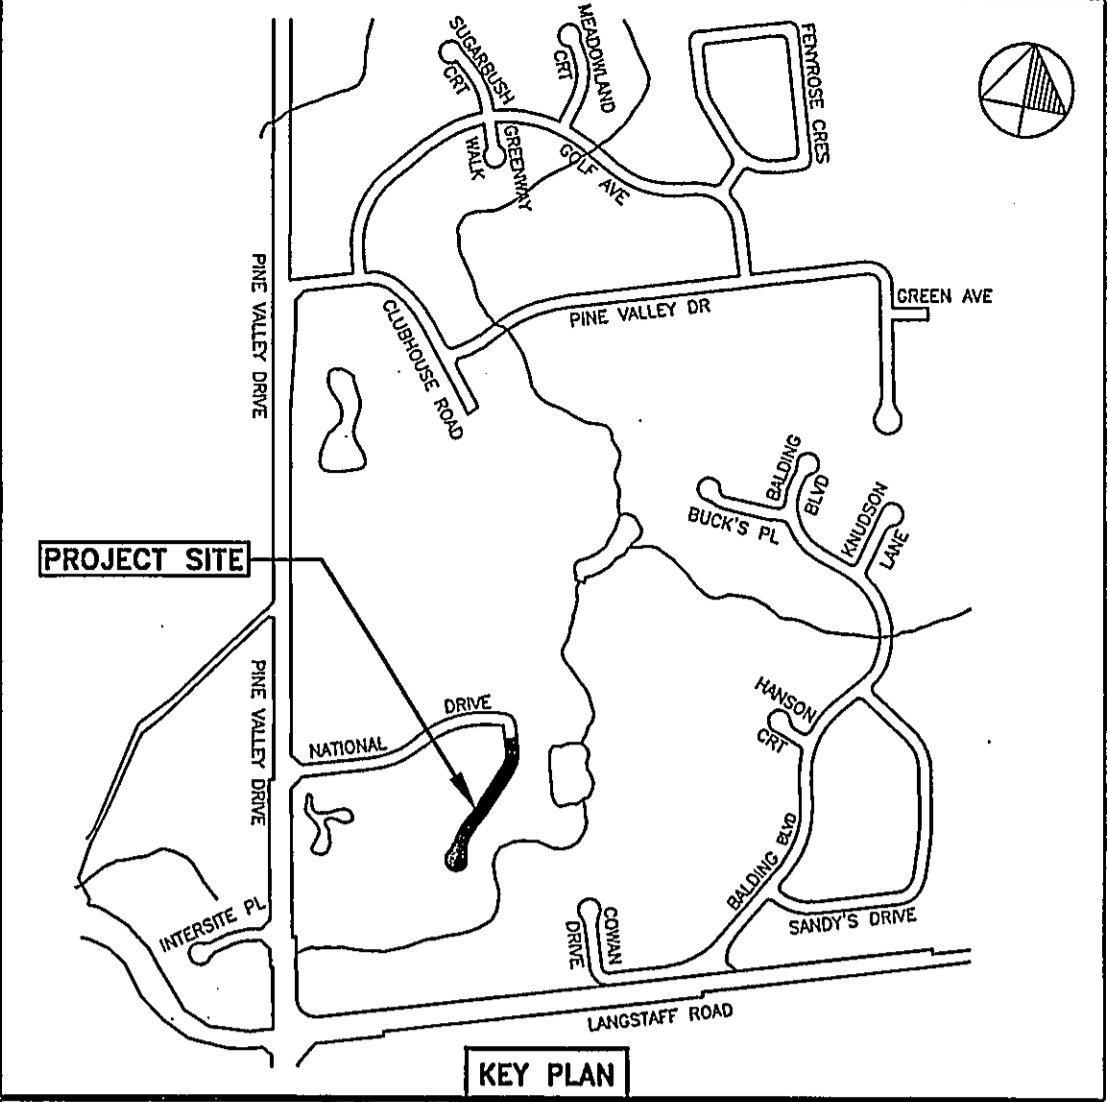 SUGARBUSH
CRT
MEADOWLAND
CRT
FENYROSE CRES
GREENWAY
WALK
GOLF AVE
PINE VALLEY DRIVE
CLUBHOUSE ROAD
PINE VALLEY DR
GREEN AVE
BALDING
BLVD
BUCK'S PL
KNUDSON
LANE
PROJECT SITE
PINE VALLEY DRIVE
NATIONAL
DRIVE
HANSON
CRT
BALDING BLVD
SANDY'S DRIVE
INTERSITE PL
COWAN
DRIVE
LANGSTAFF ROAD
KEY PLAN